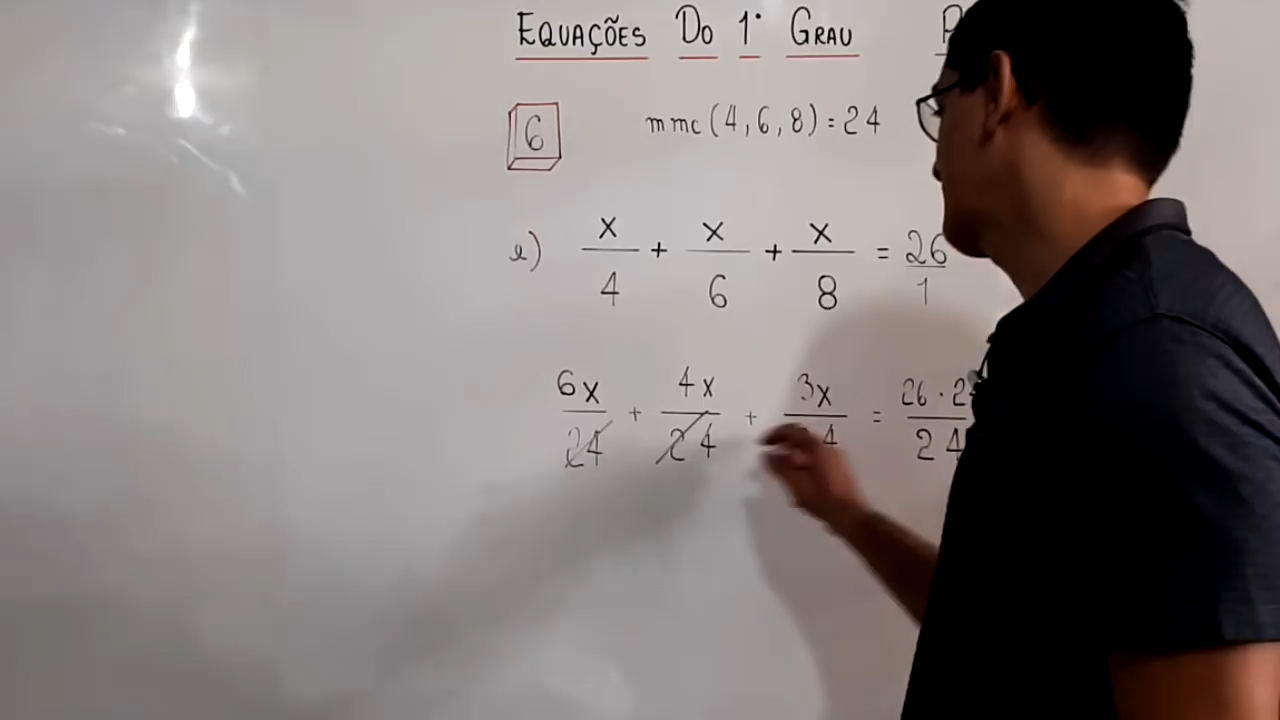 EQUAÇÕES DO 1° GRAU
6
mmc (4, 6, 8) = 24
e) x/4 + x/6 + x/8 = 26/1
6x/24 + 4x/24 + 3x/ = 26 · 2/24